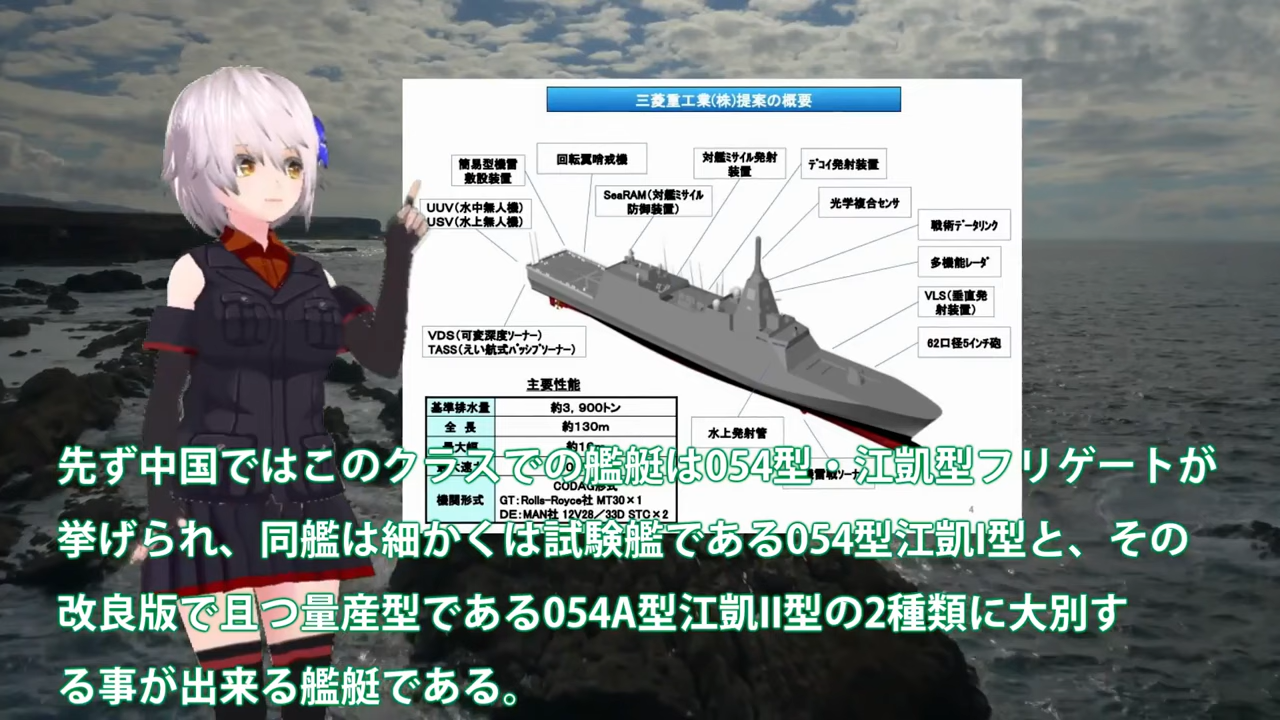 三菱重工業(株)提案の概要
簡易型機雷
敷設装置
回転翼哨戒機
対艦ミサイル発射
装置
デコイ発射装置
SeaRAM(対艦ミサイル
防御装置)
光学複合センサ
UUV(水中無人機)
USV(水上無人機)
戦術データリンク
多機能レーダ
VLS(垂直発
射装置)
62口径5インチ砲
VDS(可変深度ソーナー)
TASS(えい航式パッシブソーナー)
水上発射管
主要性能
基準排水量 約3,900トン
全 長 約130m
機関形式
GT:Rolls-Royce社 MT30×1
DE:MAN社 12V28/33D STC×2
4
先ず中国ではこのクラスでの艦艇は054型・江凱型フリゲートが
挙げられ、同艦は細かくは試験艦である054型江凱I型と、その
改良版で且つ量産型である054A型江凱II型の2種類に大別す
る事が出来る艦艇である。